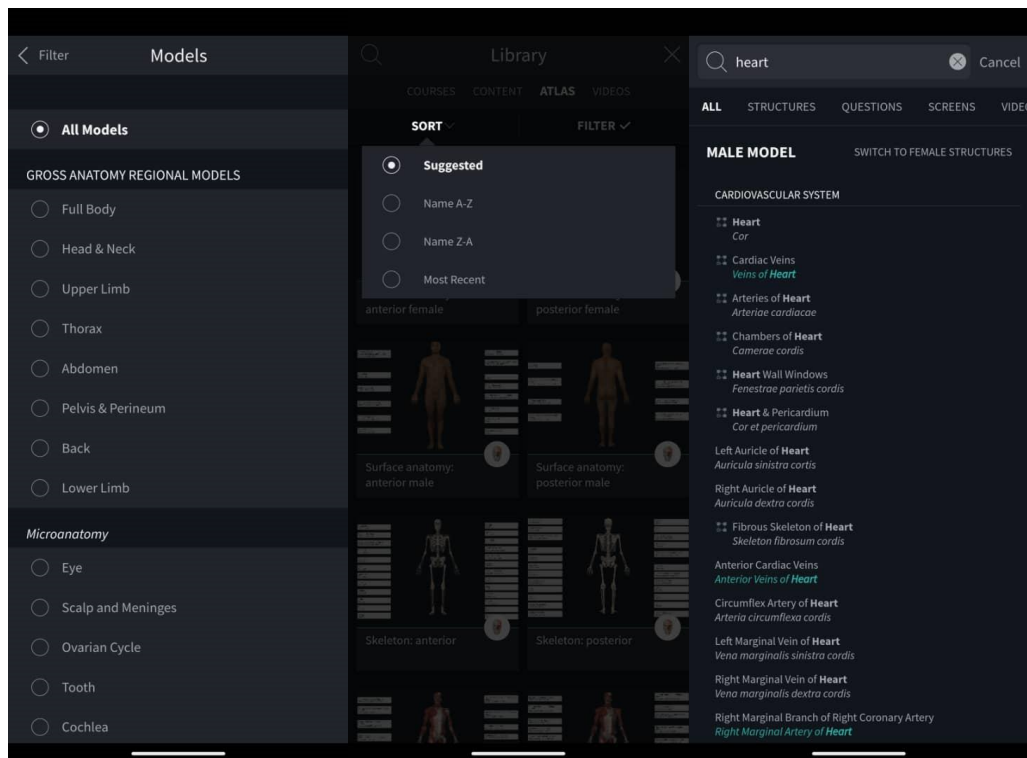 Filter
Models
All Models
GROSS ANATOMY REGIONAL MODELS
Full Body
Head & Neck
Upper Limb
Thorax
Abdomen
Pelvis & Perineum
Back
Lower Limb
Microanatomy
Eye
Scalp and Meninges
Ovarian Cycle
Tooth
Cochlea
Library
COURSES CONTENT ATLAS VIDEOS
SORT FILTER
Suggested
Name A-Z
Name Z-A
Most Recent
anterior female
posterior female
Surface anatomy:
anterior male
Surface anatomy:
posterior male
Skeleton: anterior
Skeleton: posterior
heart
Cancel
ALL STRUCTURES QUESTIONS SCREENS VIDE
MALE MODEL SWITCH TO FEMALE STRUCTURES
CARDIOVASCULAR SYSTEM
Heart
Cor
Cardiac Veins
Veins of Heart
Arteries of Heart
Arteriae cardiacae
Chambers of Heart
Camerae cordis
Heart Wall Windows
Fenestrae parietis cordis
Heart & Pericardium
Cor et pericardium
Left Auricle of Heart
Auricula sinistra cortis
Right Auricle of Heart
Auricula dextra cordis
Fibrous Skeleton of Heart
Skeleton fibrosum cordis
Anterior Cardiac Veins
Anterior Veins of Heart
Circumflex Artery of Heart
Arteria circumflexa cordis
Left Marginal Vein of Heart
Vena marginalis sinistra cordis
Right Marginal Vein of Heart
Vena marginalis dextra cordis
Right Marginal Branch of Right Coronary Artery
Right Marginal Artery of Heart